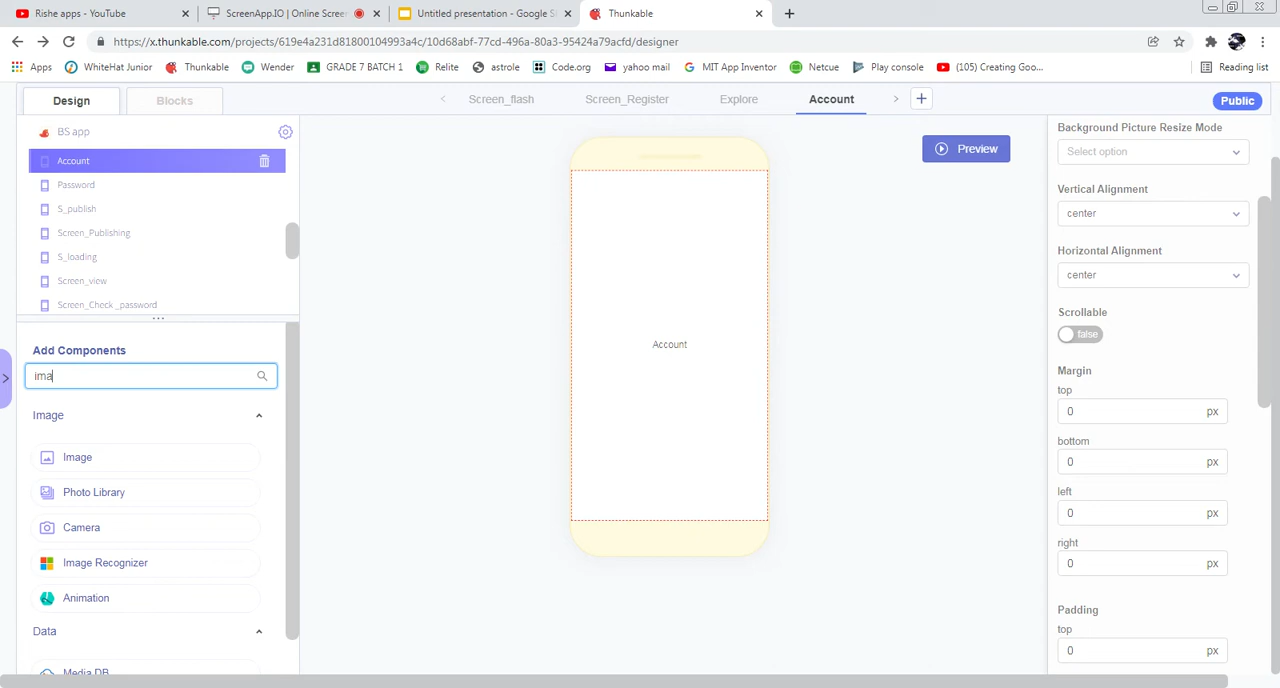 Rishe apps - YouTube
ScreenApp.IO | Online Screen
Untitled presentation - Google S
Thunkable
https://x.thunkable.com/projects/619e4a231d81800104993a4c/10d68abf-77cd-496a-80a3-95424a79acfd/designer
Apps
WhiteHat Junior
Thunkable
Wender
GRADE 7 BATCH 1
Relix
astrole
Code.org
yahoo mail
MIT App Inventor
Netcue
Play console
(105) Creating Goo...
Reading list
Design
Blocks
Screen_flash
Screen_Register
Explore
Account
Public
BS app
Account
Password
S_publish
Screen_Publishing
S_loading
Screen_view
Screen_Check _password
Add Components
ima
Image
Image
Photo Library
Camera
Image Recognizer
Animation
Data
Media DB
Preview
Account
Background Picture Resize Mode
Select option
Vertical Alignment
center
Horizontal Alignment
center
Scrollable
false
Margin
top
0 px
bottom
0 px
left
0 px
right
0 px
Padding
top
0 px